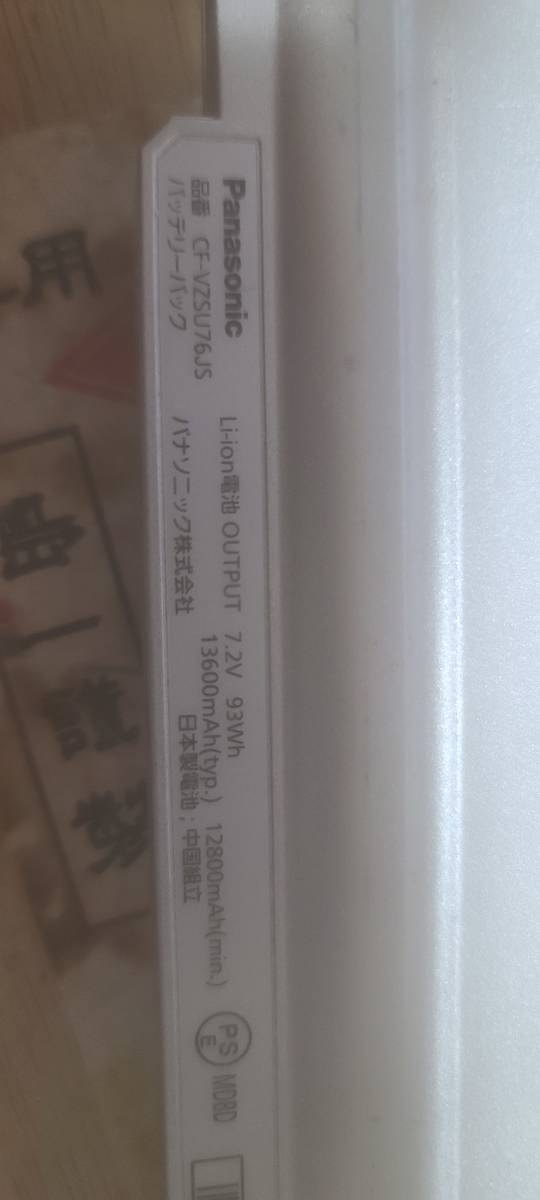 Panasonic
品番 CF-VZSU76JS
バッテリーパック
Li-ion電池 OUTPUT 7.2V 93Wh
13600mAh(typ.) 12800mAh(min.)
パナソニック株式会社
日本製電池；中国組立
PS
E
MDBD